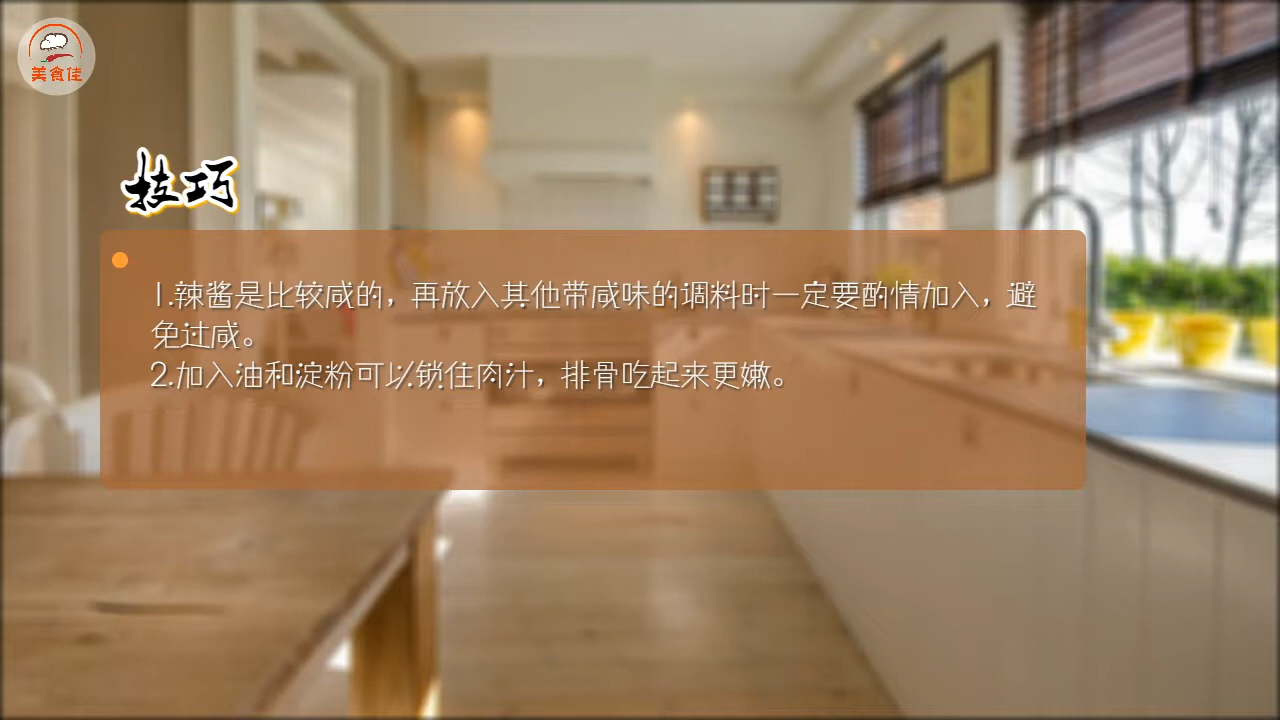 美食佳
技巧
1.辣酱是比较咸的，再放入其他带咸味的调料时一定要酌情加入，避
免过咸。
2.加入油和淀粉可以锁住肉汁，排骨吃起来更嫩。